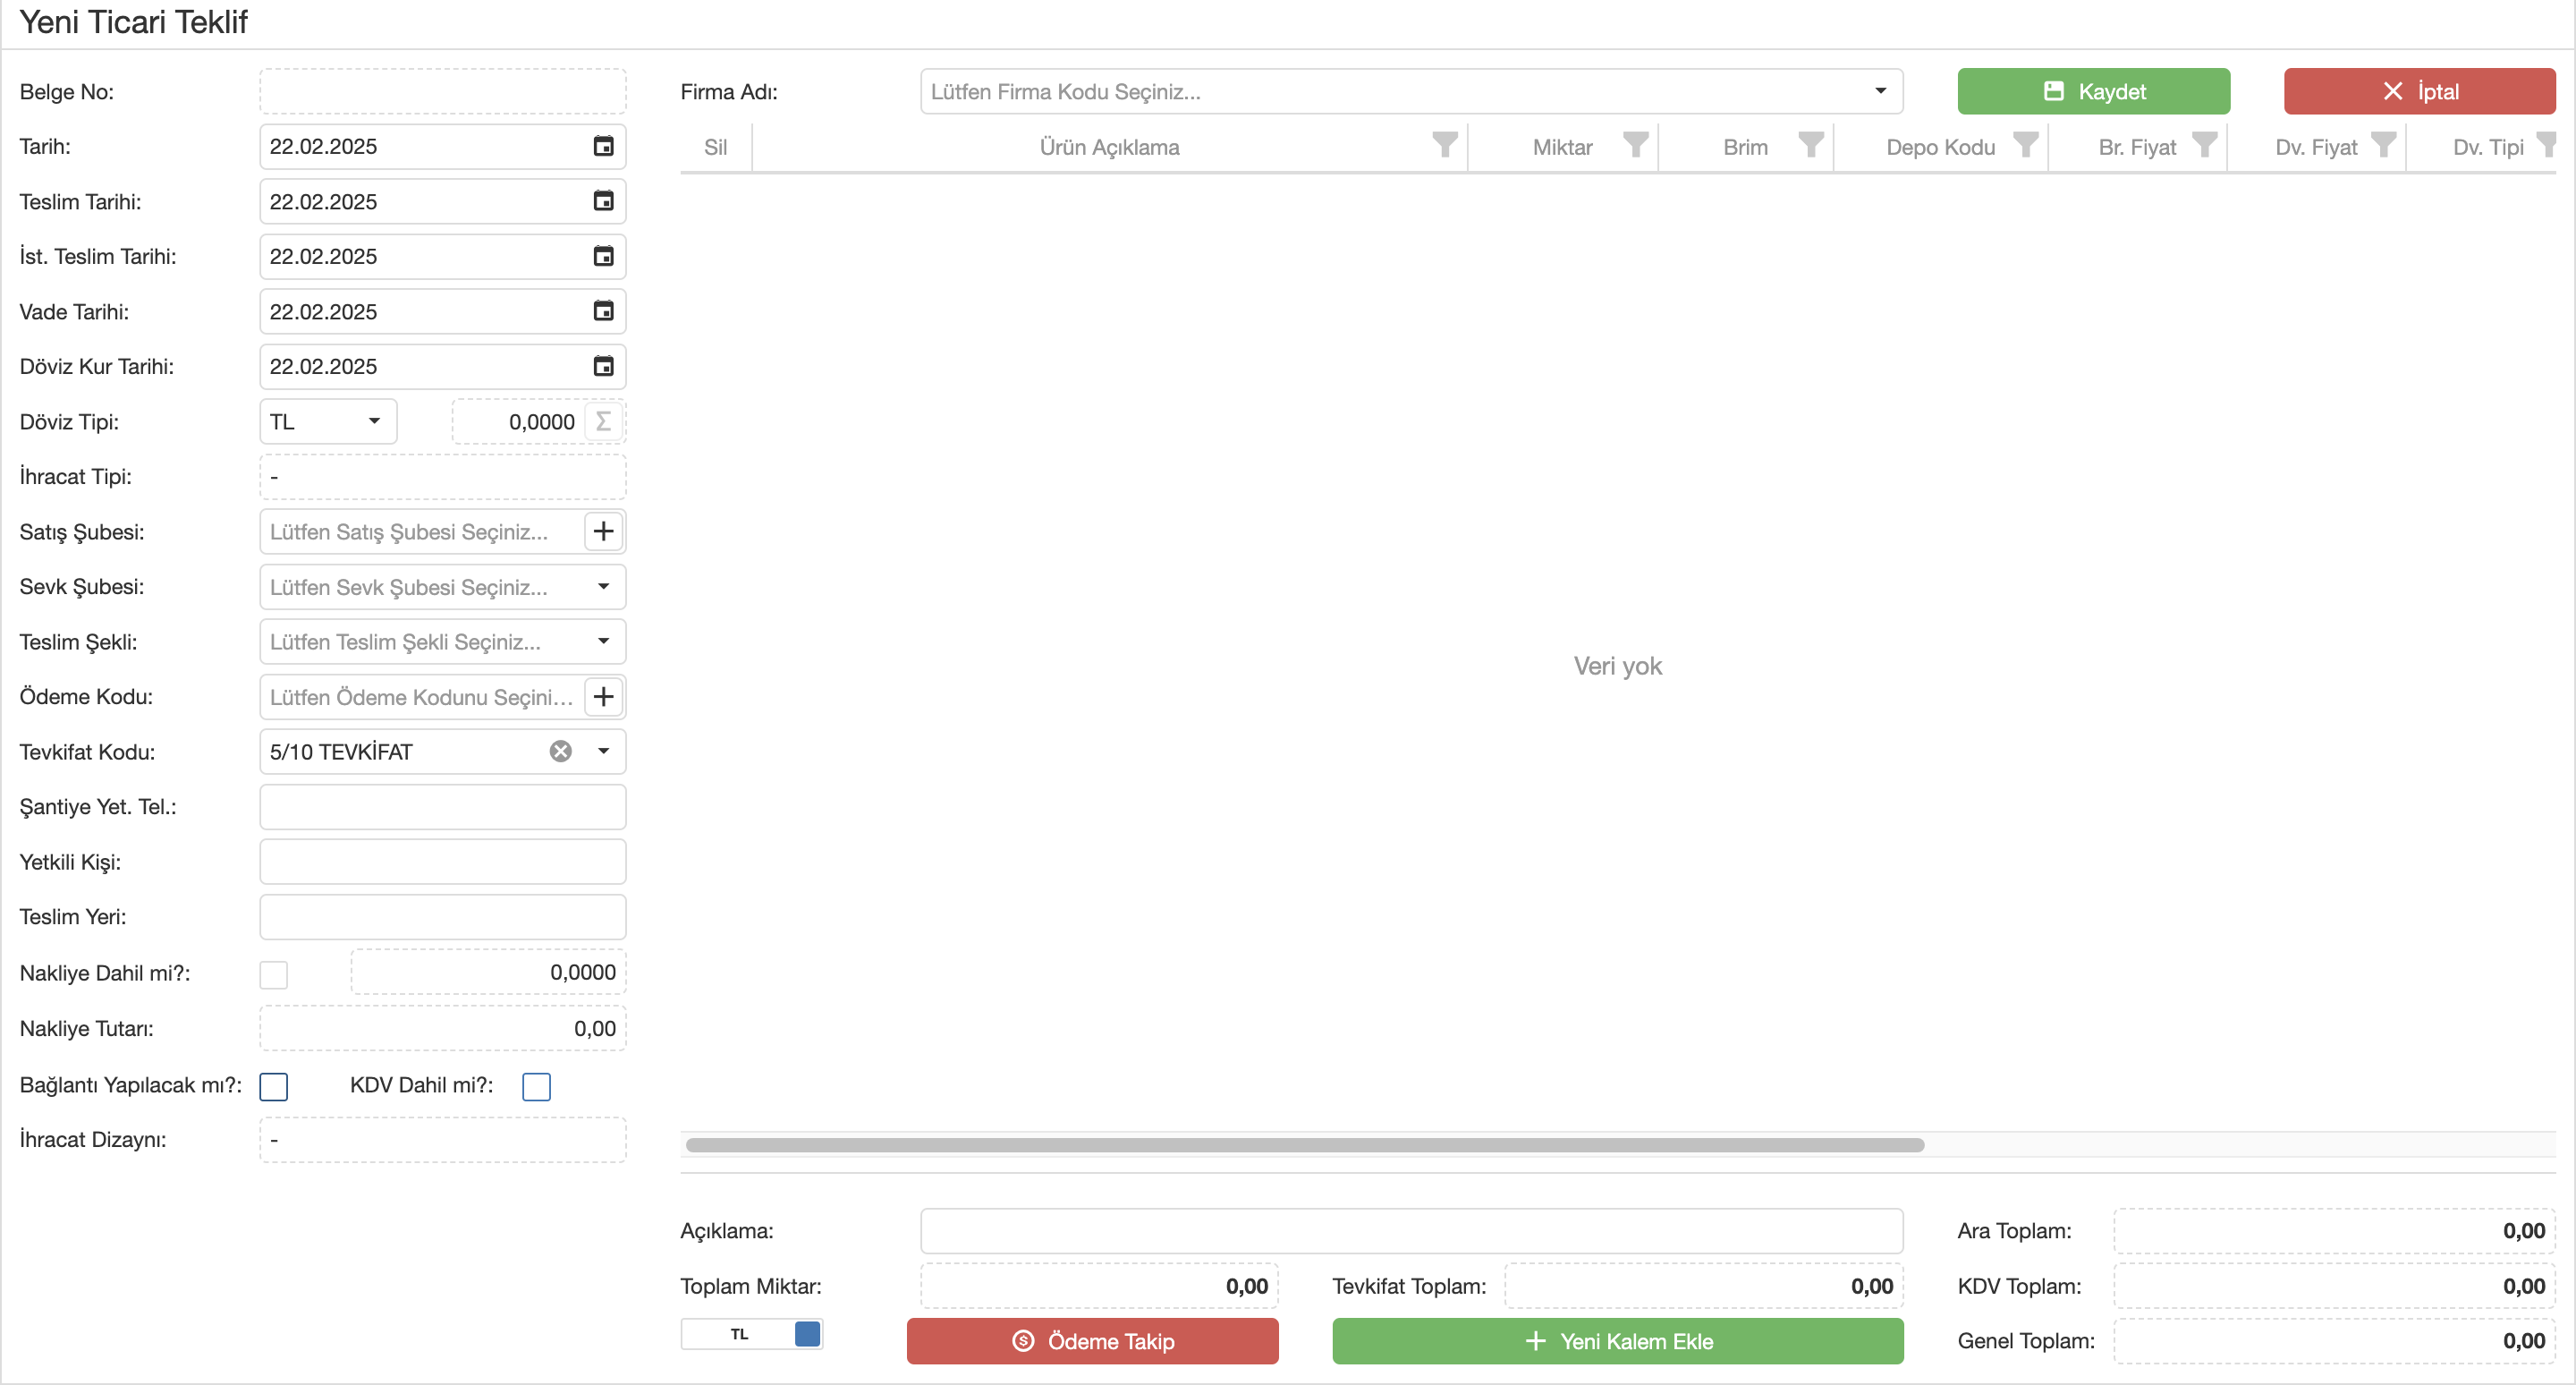 Yeni Ticari Teklif
Belge No:
Tarih: 22.02.2025
Teslim Tarihi: 22.02.2025
İst. Teslim Tarihi: 22.02.2025
Vade Tarihi: 22.02.2025
Döviz Kur Tarihi: 22.02.2025
Döviz Tipi: TL 0,0000 Σ
İhracat Tipi: -
Satış Şubesi: Lütfen Satış Şubesi Seçiniz...
Sevk Şubesi: Lütfen Sevk Şubesi Seçiniz...
Teslim Şekli: Lütfen Teslim Şekli Seçiniz...
Ödeme Kodu: Lütfen Ödeme Kodunu Seçini...
Tevkifat Kodu: 5/10 TEVKİFAT
Şantiye Yet. Tel.:
Yetkili Kişi:
Teslim Yeri:
Nakliye Dahil mi?: 0,0000
Nakliye Tutarı: 0,00
Bağlantı Yapılacak mı?: KDV Dahil mi?:
İhracat Dizaynı: -
Firma Adı: Lütfen Firma Kodu Seçiniz... Kaydet İptal
Sil Ürün Açıklama Miktar Brim Depo Kodu Br. Fiyat Dv. Fiyat Dv. Tipi
Veri yok
Açıklama: Ara Toplam: 0,00
Toplam Miktar: 0,00 Tevkifat Toplam: 0,00 KDV Toplam: 0,00
TL Ödeme Takip Yeni Kalem Ekle Genel Toplam: 0,00